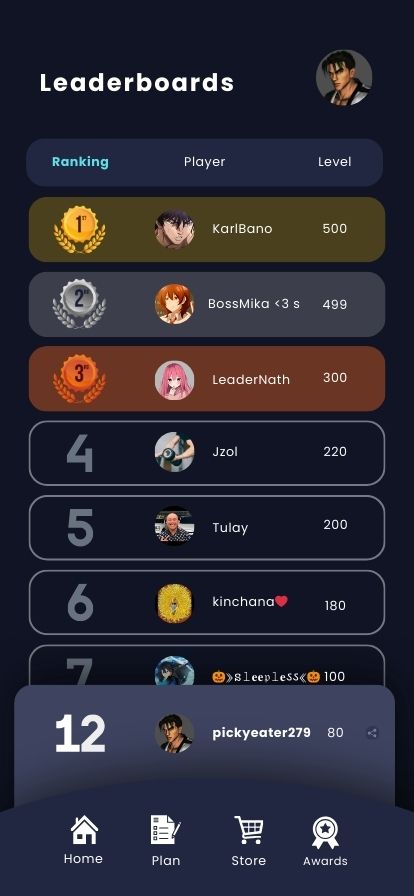 Leaderboards
Ranking Player Level
1ST KarlBano 500
2ND BossMika <3 s 499
3RD LeaderNath 300
4 Jzol 220
5 Tulay 200
6 kinchana❤️ 180
7 🎃》𝕤𝕝𝕖𝕖𝕡𝕝𝕖𝕤𝕤《🎃 100
12 pickyeater279 80
Home Plan Store Awards